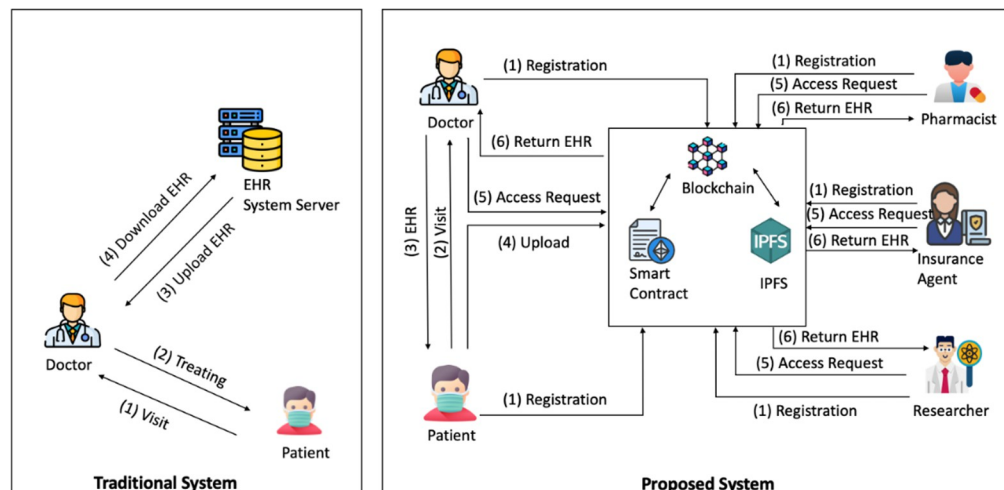 EHR
System Server
(4) Download EHR
(3) Upload EHR
Doctor
(2) Treating
(1) Visit
Patient
Traditional System
Doctor
(1) Registration
(6) Return EHR
(5) Access Request
(4) Upload
(3) EHR
(2) Visit
Patient
(1) Registration
Blockchain
Smart
Contract
IPFS
IPFS
(1) Registration
(5) Access Request
(6) Return EHR
Pharmacist
(1) Registration
(5) Access Request
(6) Return EHR
Insurance
Agent
(6) Return EHR
(5) Access Request
(1) Registration
Researcher
Proposed System